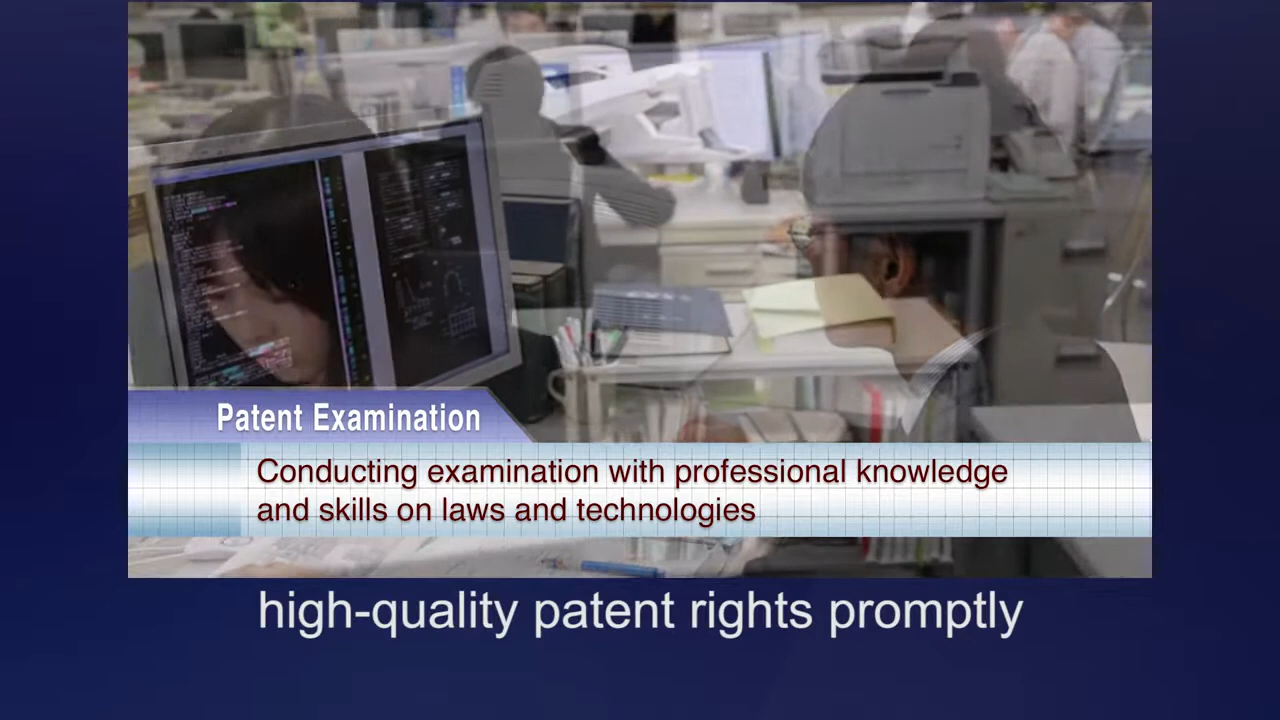 Patent Examination
Conducting examination with professional knowledge
and skills on laws and technologies
high-quality patent rights promptly